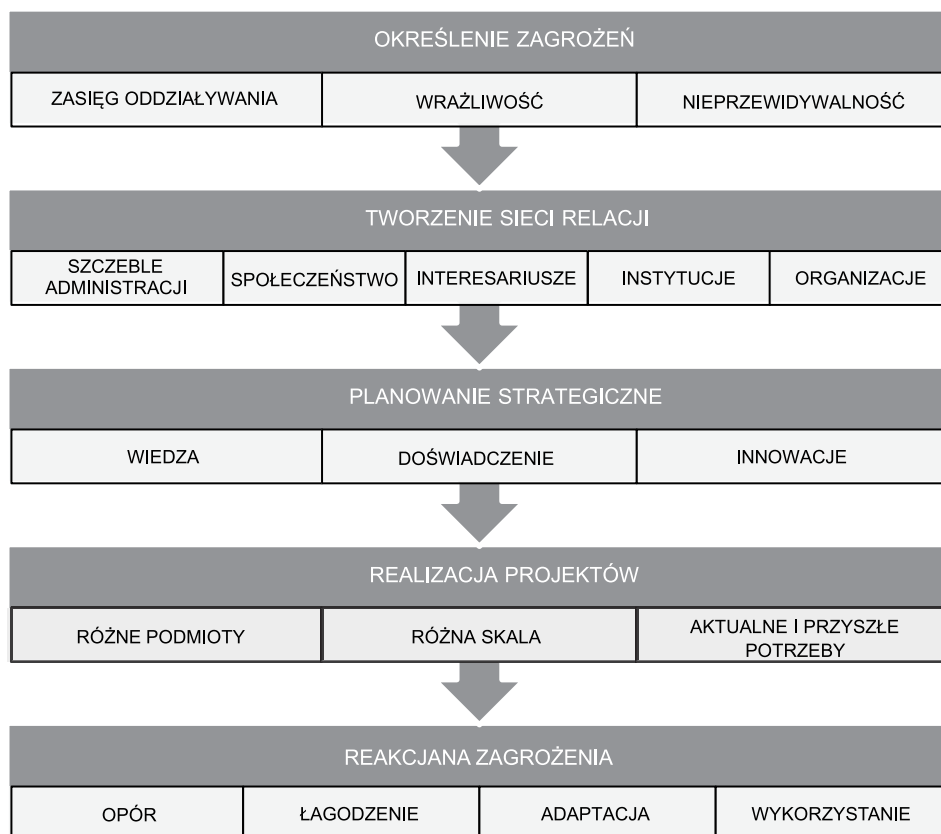 OKREŚLENIE ZAGROŻEŃ
ZASIĘG ODDZIAŁYWANIA
WRAŻLIWOŚĆ
NIEPRZEWIDYWALNOŚĆ
TWORZENIE SIECI RELACJI
SZCZEBLE
ADMINISTRACJI
SPOŁECZEŃSTWO
INTERESARIUSZE
INSTYTUCJE
ORGANIZACJE
PLANOWANIE STRATEGICZNE
WIEDZA
DOŚWIADCZENIE
INNOWACJE
REALIZACJA PROJEKTÓW
RÓŻNE PODMIOTY
RÓŻNA SKALA
AKTUALNE I PRZYSZŁE
POTRZEBY
REAKCJANA ZAGROŻENIA
OPÓR
ŁAGODZENIE
ADAPTACJA
WYKORZYSTANIE